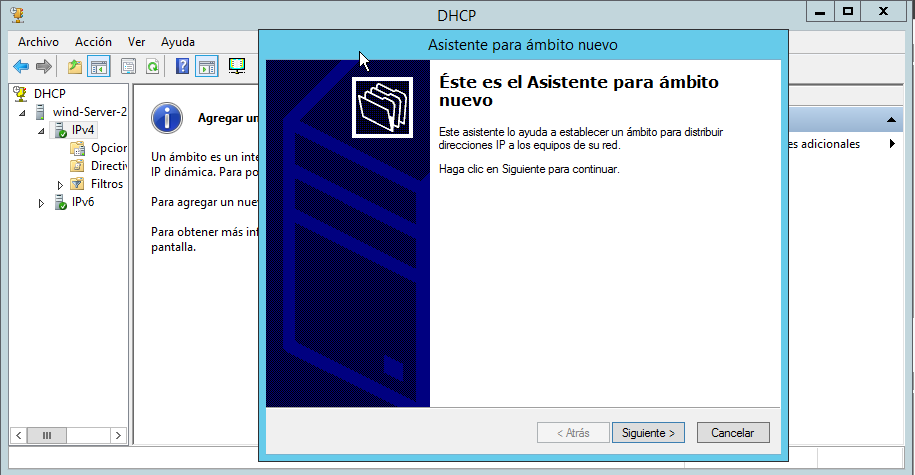 DHCP
Archivo Acción Ver Ayuda
Asistente para ámbito nuevo
DHCP
wind-Server-2
IPv4
Opcion
Directiv
Filtros
IPv6
Agregar un
Un ámbito es un inte
IP dinámica. Para po
Para agregar un nuev
Para obtener más inf
pantalla.
Éste es el Asistente para ámbito
nuevo
Este asistente lo ayuda a establecer un ámbito para distribuir
direcciones IP a los equipos de su red.
Haga clic en Siguiente para continuar.
< Atrás Siguiente > Cancelar
es adicionales